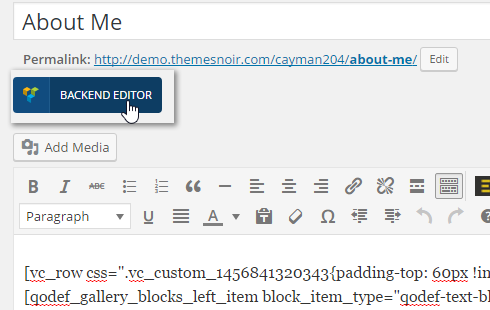 About Me
Permalink: http://demo.themesnoir.com/cayman204/about-me/ Edit
BACKEND EDITOR
Add Media
B I ABC
Paragraph U A Ω
[vc_row css=".vc_custom_1456841320343{padding-top: 60px !in
[qodef_gallery_blocks_left_item block_item_type="qodef-text-bl